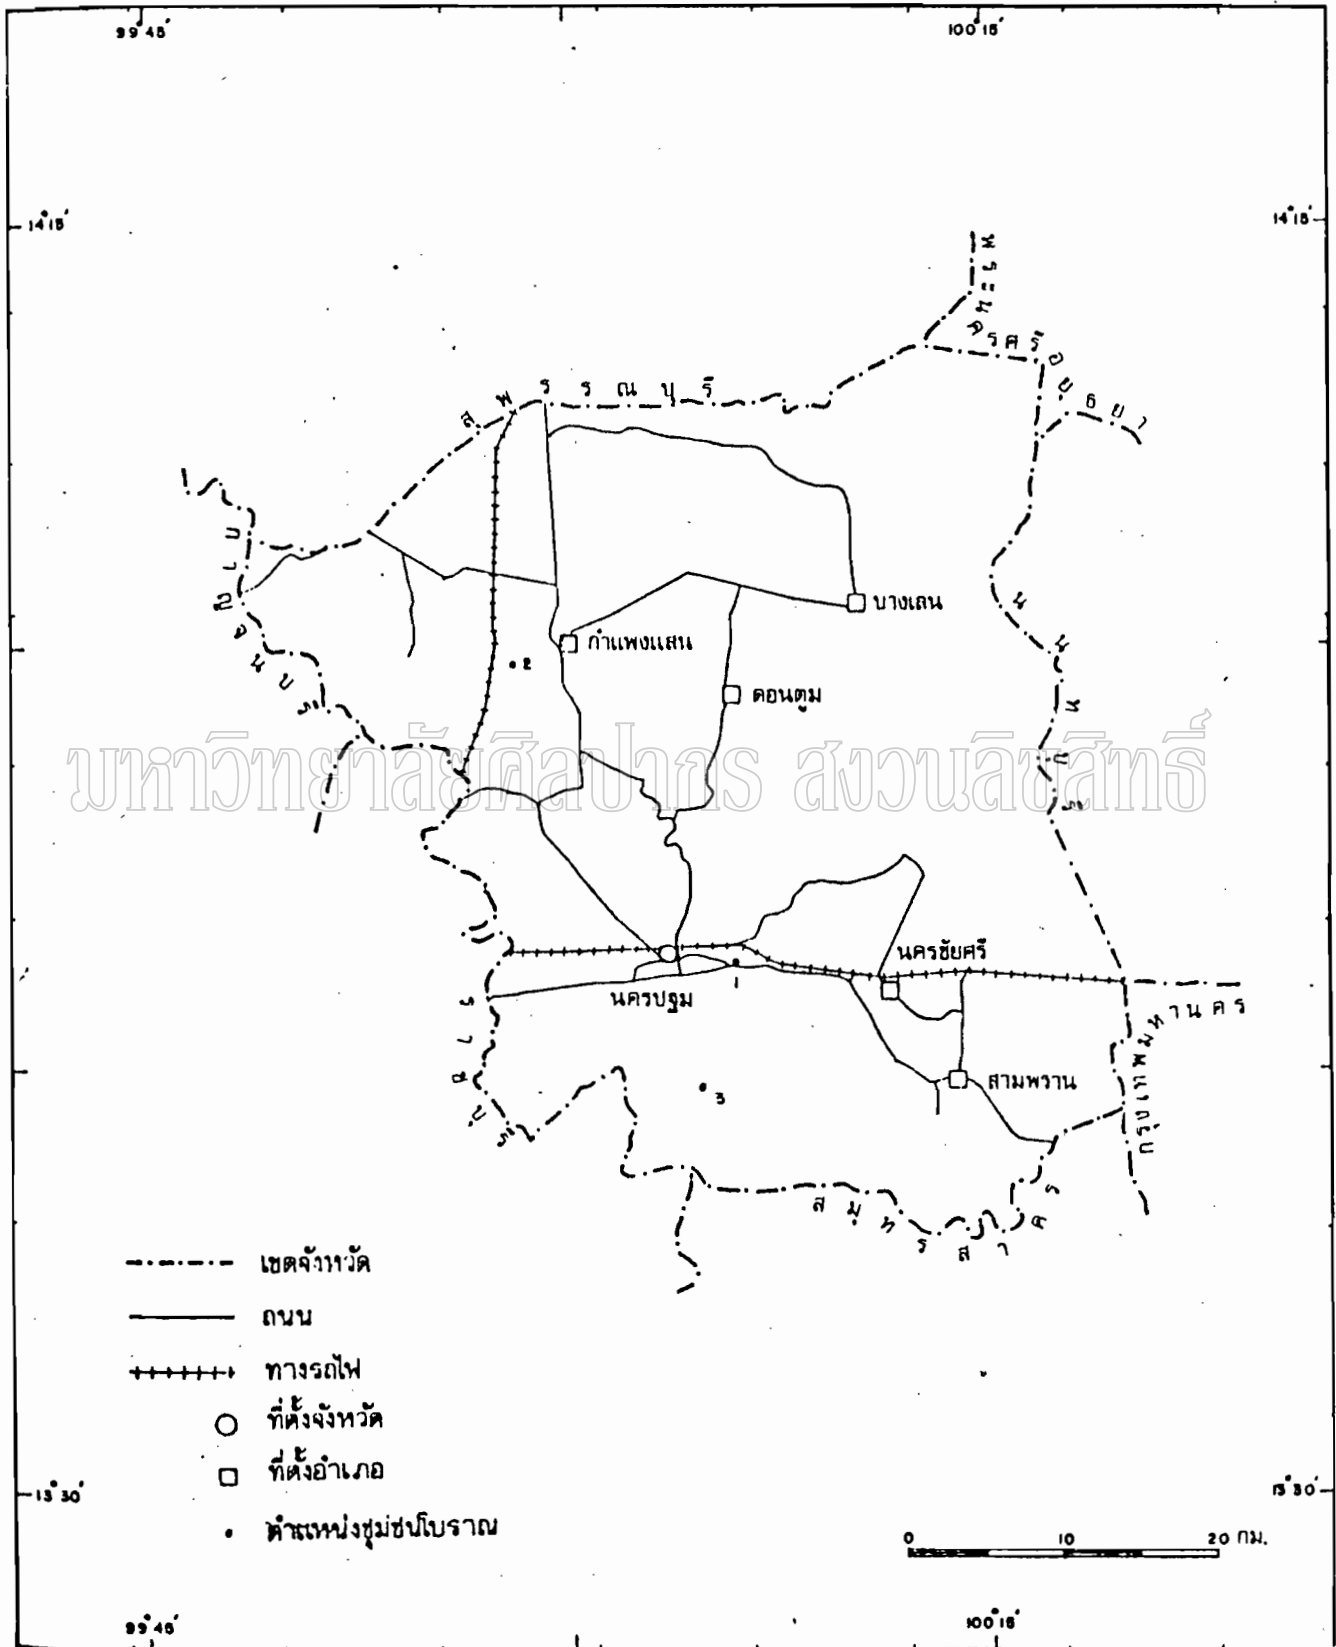 99°45'
100°15'
14°15'
14°15'
พระนครศรีอยุธยา
สุพรรณบุรี
กาญจนบุรี
นนทบุรี
บางเลน
กำแพงแสน
2
ดอนตูม
มหาวิทยาลัยศิลปากร สงวนลิขสิทธิ์
นครชัยศรี
นครปฐม
1
ราชบุรี
กรุงเทพมหานคร
สามพราน
3
สมุทรสาคร
เขตจังหวัด
ถนน
ทางรถไฟ
ที่ตั้งจังหวัด
ที่ตั้งอำเภอ
ตำแหน่งชุมชนโบราณ
13°30'
13°30'
0 10 20 กม.
99°45'
100°15'